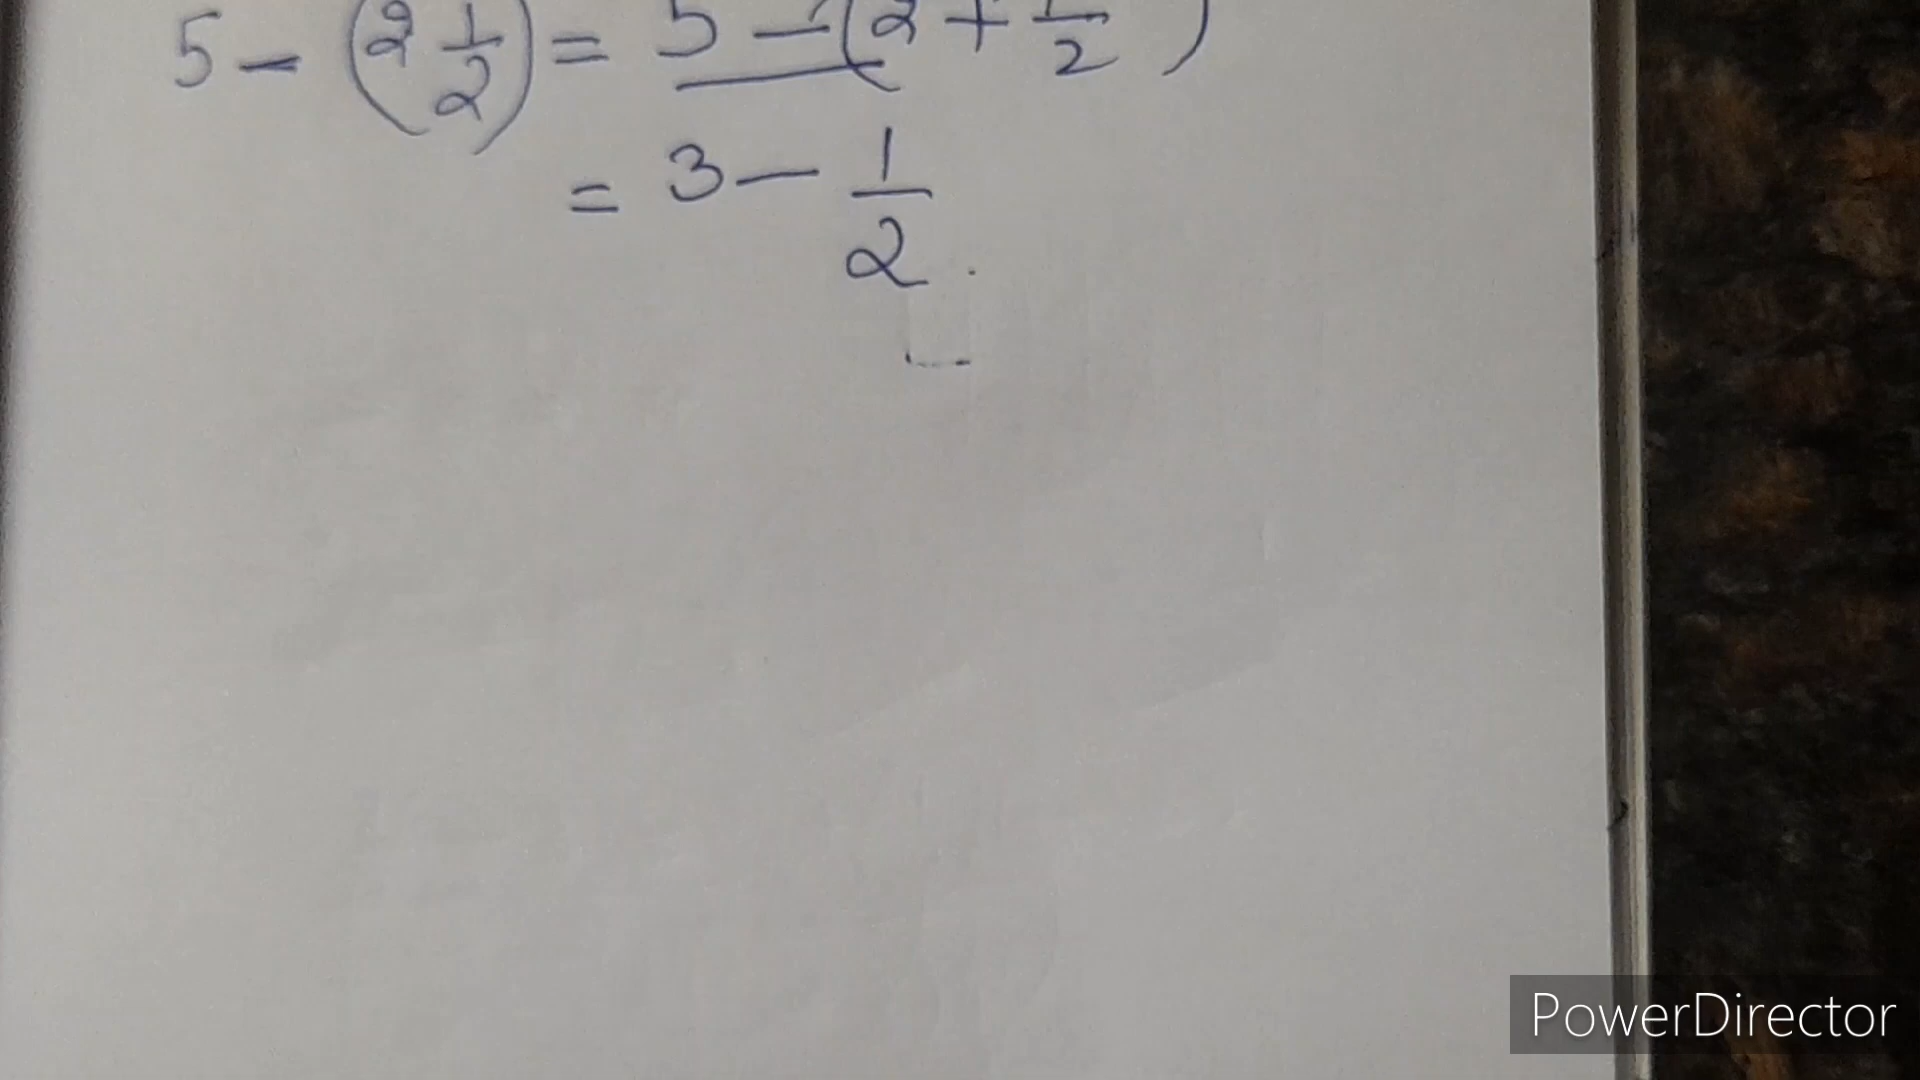 5 - (2 1/2) = 5 - (2 + 1/2)
= 3 - 1/2
PowerDirector